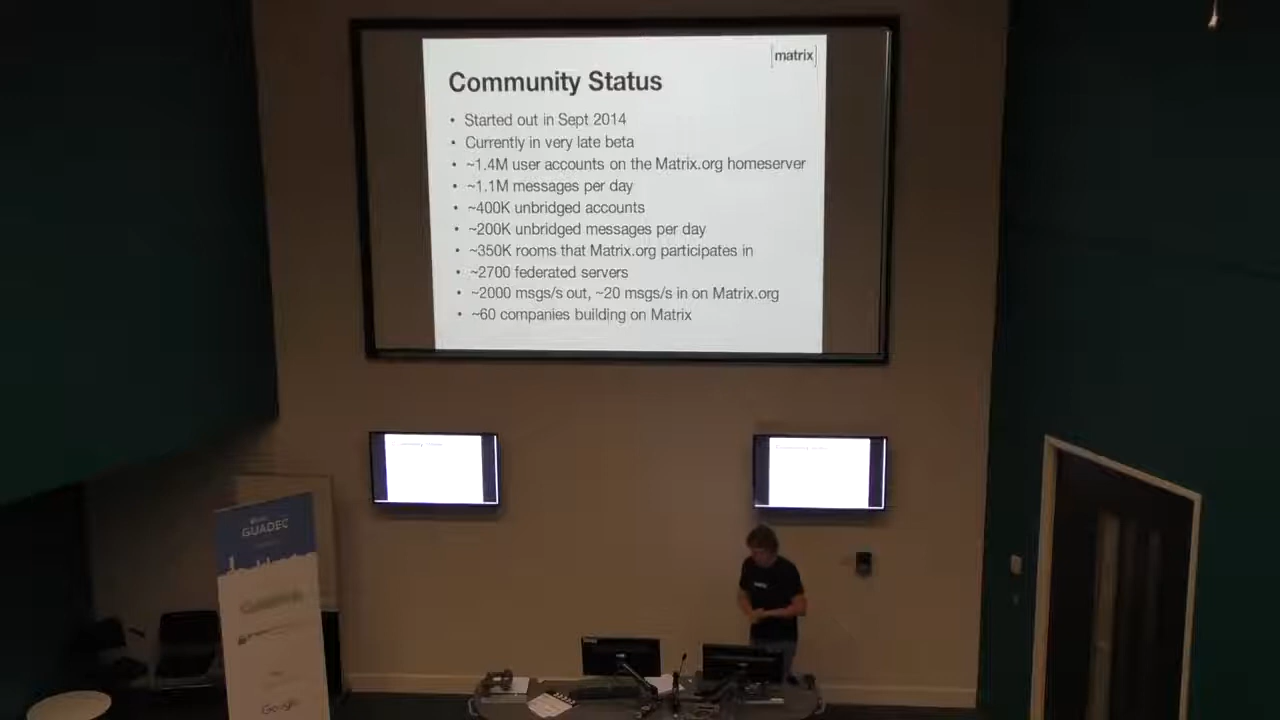 [matrix]
Community Status
• Started out in Sept 2014
• Currently in very late beta
• ~1.4M user accounts on the Matrix.org homeserver
• ~1.1M messages per day
• ~400K unbridged accounts
• ~200K unbridged messages per day
• ~350K rooms that Matrix.org participates in
• ~2700 federated servers
• ~2000 msgs/s out, ~20 msgs/s in on Matrix.org
• ~60 companies building on Matrix
GUADEC
Google